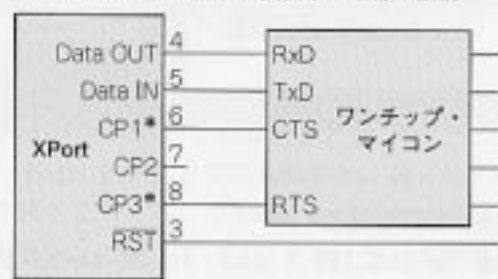 Data OUT 4 RxD
Data IN 5 TxD
CP1* 6 CTS
ワンチップ・
マイコン
XPort
CP2 7
CP3* 8 RTS
RST 3